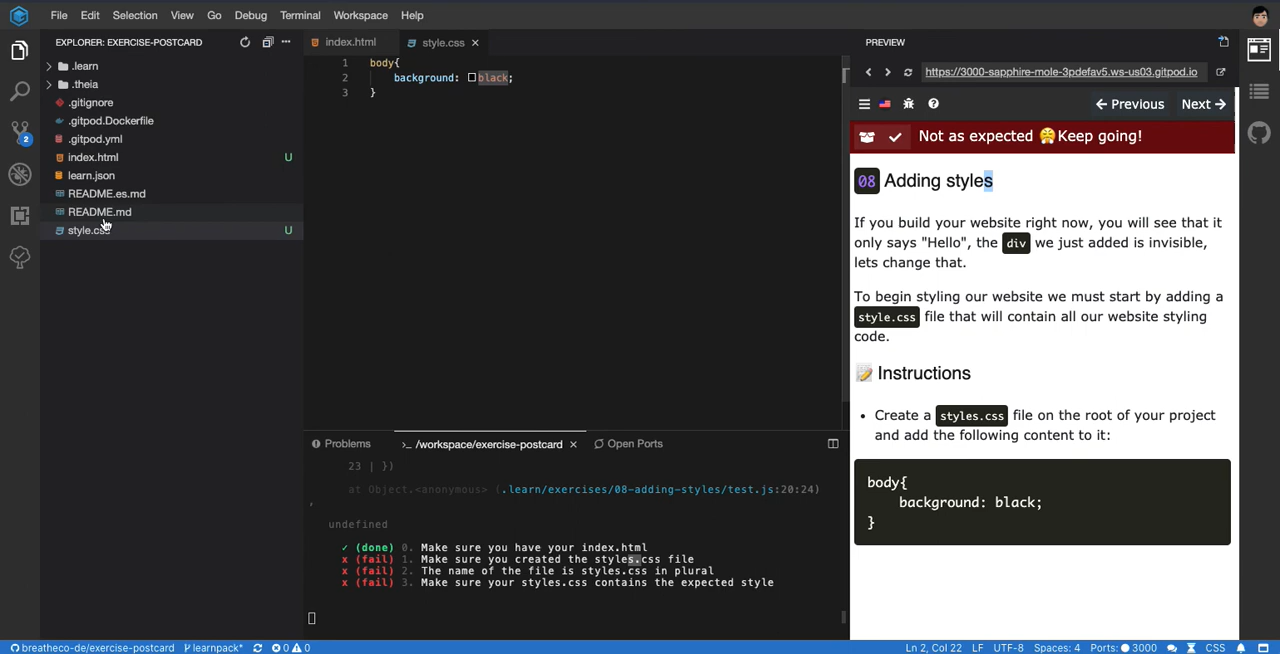 File Edit Selection View Go Debug Terminal Workspace Help
EXPLORER: EXERCISE-POSTCARD
.learn
.theia
.gitignore
.gitpod.Dockerfile
.gitpod.yml
index.html U
learn.json
README.es.md
README.md
style.css U
2
index.html style.css
1 body{
2 background: black;
3 }
Problems >_ /workspace/exercise-postcard Open Ports
23 | })
at Object.<anonymous> (.learn/exercises/08-adding-styles/test.js:20:24)
,
undefined
✓ (done) 0. Make sure you have your index.html
x (fail) 1. Make sure you created the styles.css file
x (fail) 2. The name of the file is styles.css in plural
x (fail) 3. Make sure your styles.css contains the expected style
PREVIEW
https://3000-sapphire-mole-3pdefav5.ws-us03.gitpod.io
Previous Next
Not as expected 😤Keep going!
08 Adding styles
If you build your website right now, you will see that it
only says "Hello", the div we just added is invisible,
lets change that.
To begin styling our website we must start by adding a
style.css file that will contain all our website styling
code.
📝 Instructions
• Create a styles.css file on the root of your project
and add the following content to it:
body{
background: black;
}
breatheco-de/exercise-postcard learnpack* 0 0 Ln 2, Col 22 LF UTF-8 Spaces: 4 Ports: 3000 CSS